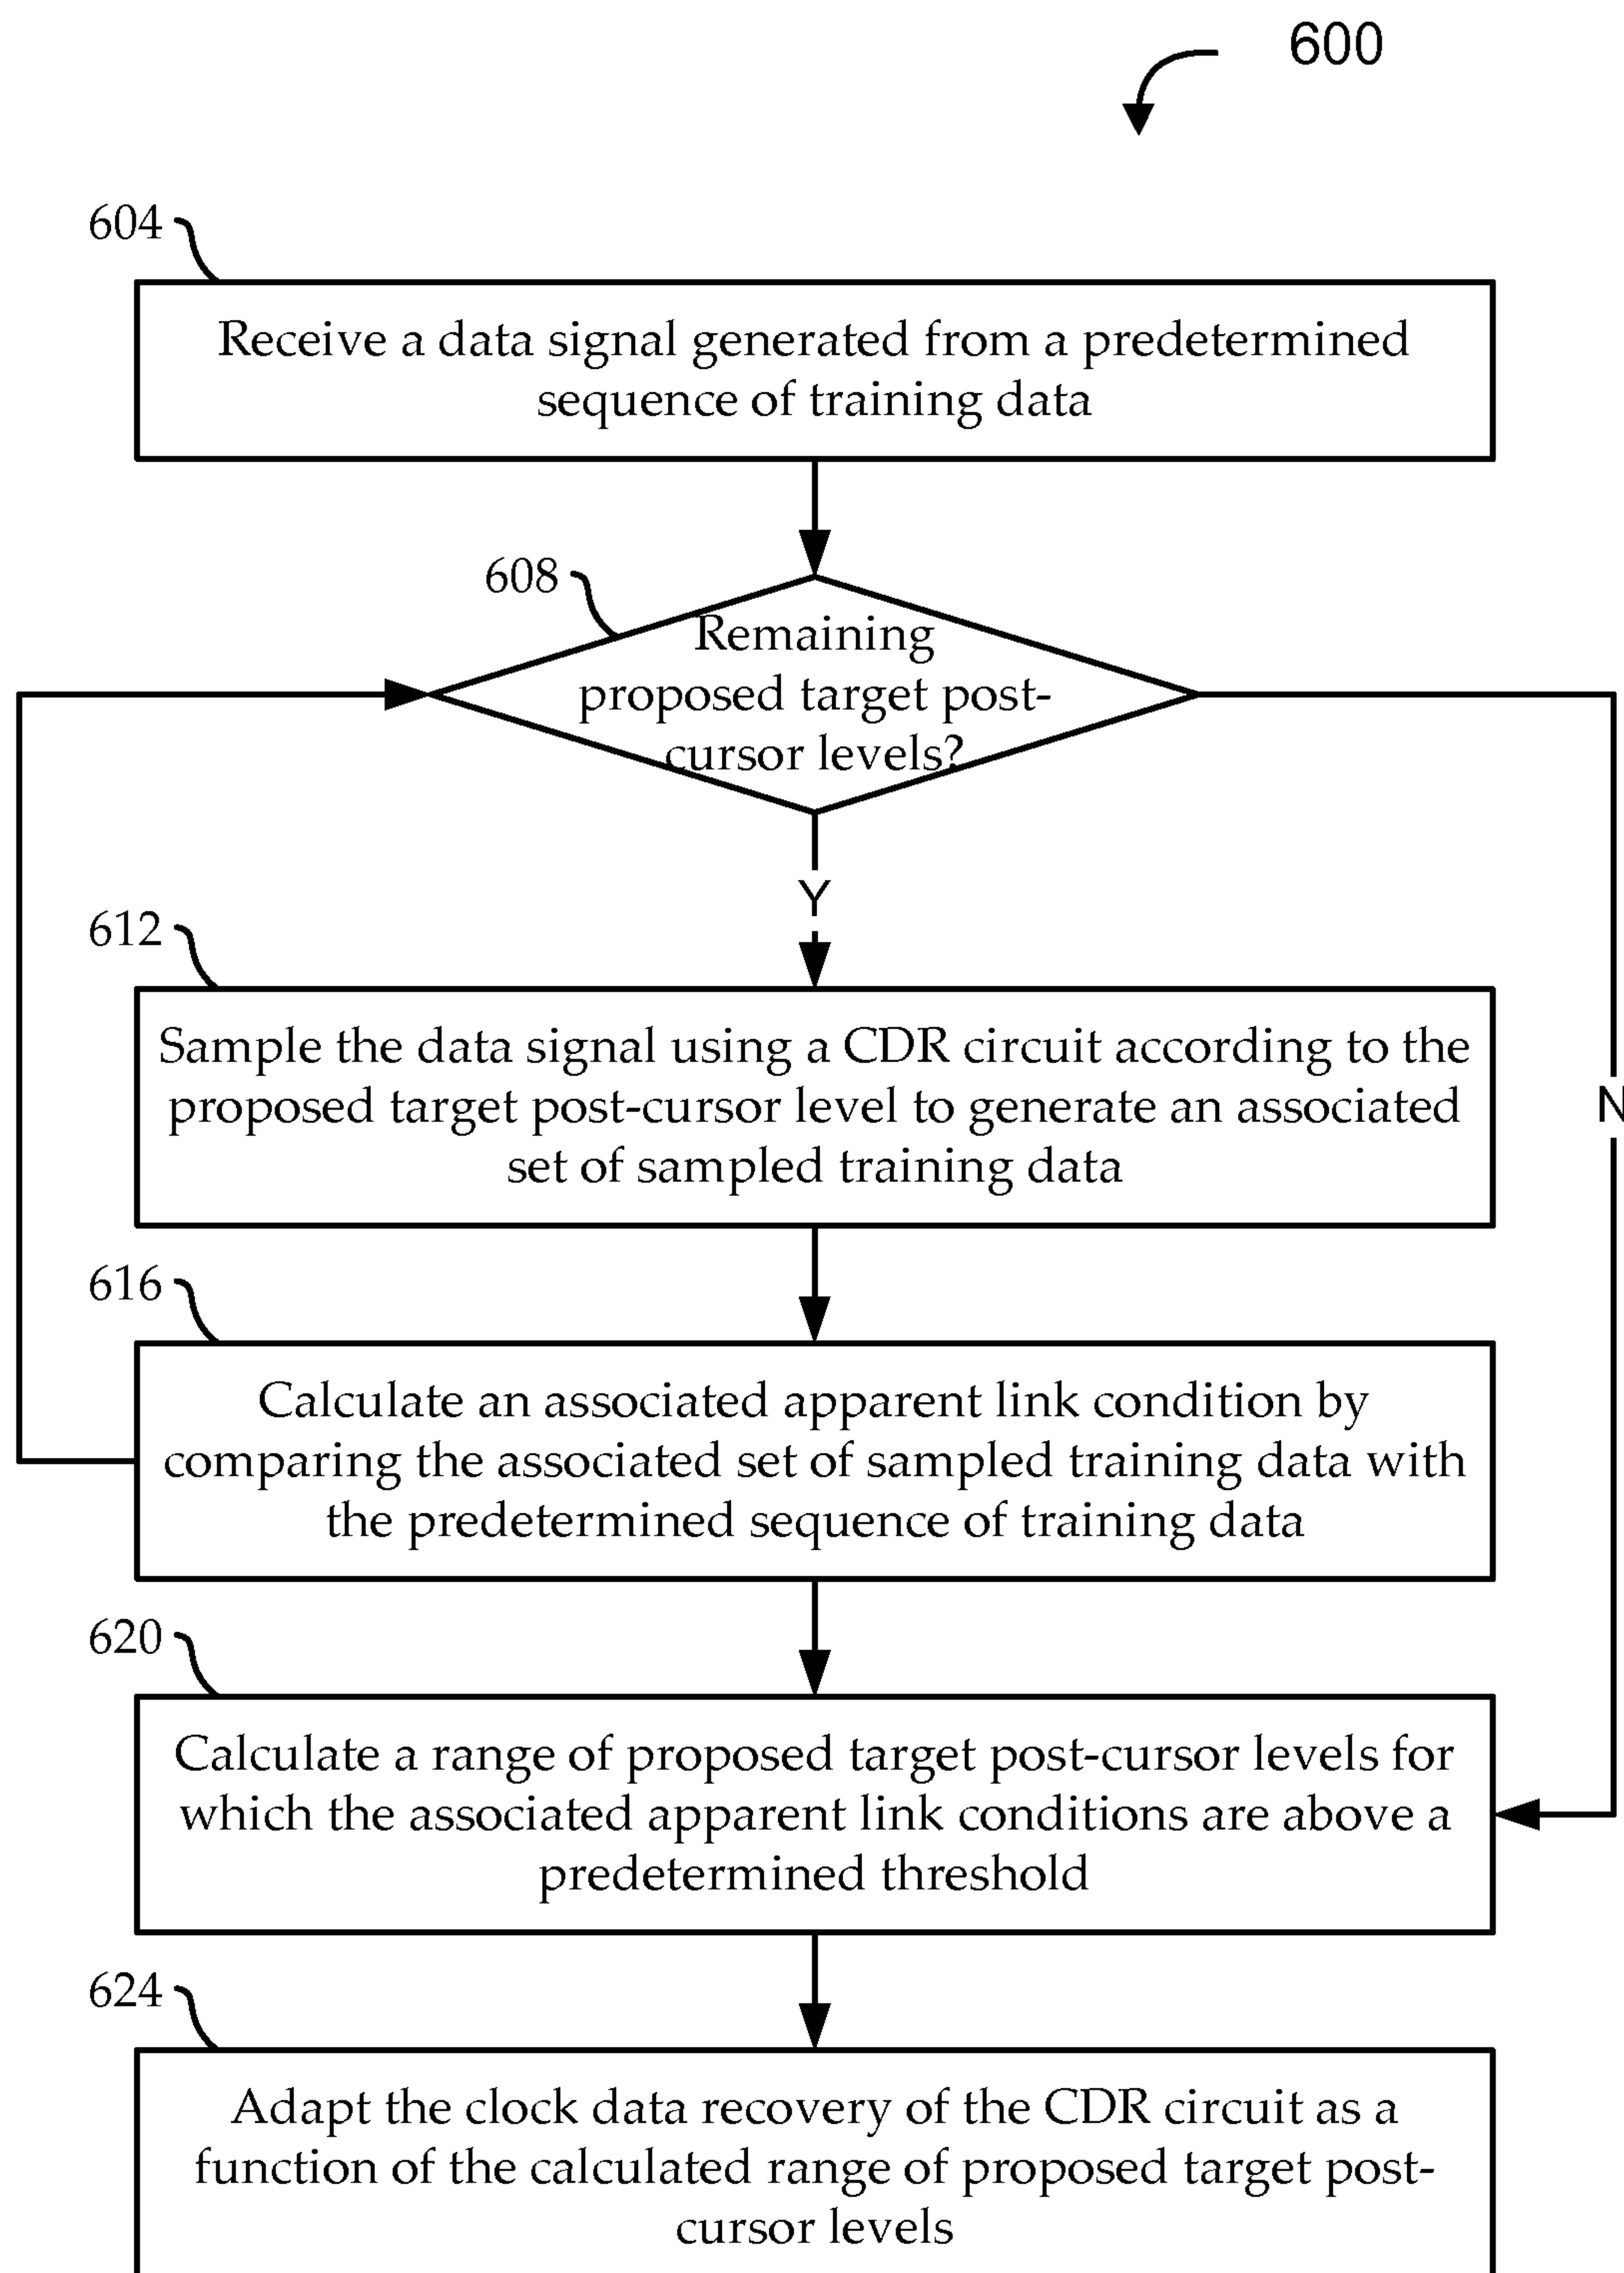 600
604
Receive a data signal generated from a predetermined
sequence of training data
608
Remaining
proposed target post-
cursor levels?
Y
612
Sample the data signal using a CDR circuit according to the
proposed target post-cursor level to generate an associated
set of sampled training data
N
616
Calculate an associated apparent link condition by
comparing the associated set of sampled training data with
the predetermined sequence of training data
620
Calculate a range of proposed target post-cursor levels for
which the associated apparent link conditions are above a
predetermined threshold
624
Adapt the clock data recovery of the CDR circuit as a
function of the calculated range of proposed target post-
cursor levels